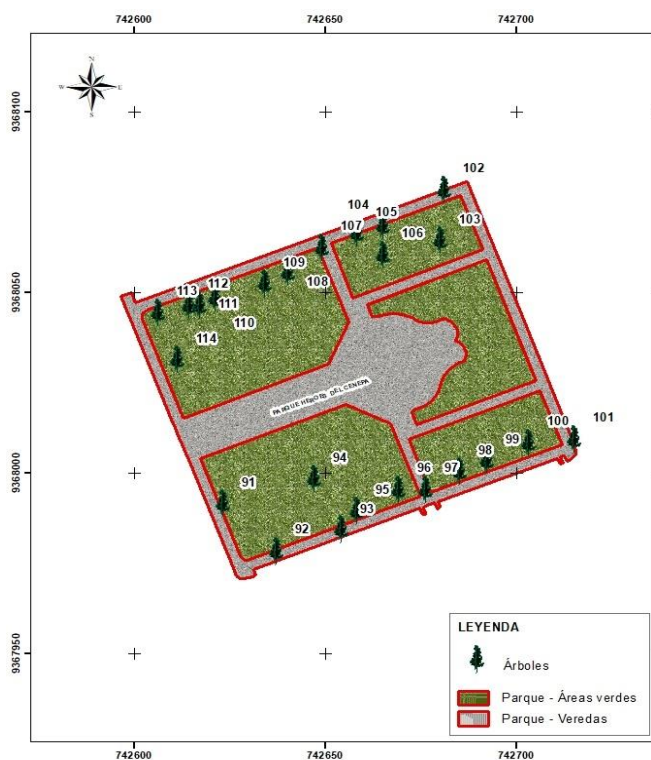 742600 742650 742700
9368100
9368050
9368000
9367950
N
W E
S
102
104
105
103
107
106
109
108
112
113
111
110
114
PARQUE HEROES DEL CENEPA
101
100
99
98
94
97
96
95
91
93
92
LEYENDA
Árboles
Parque - Áreas verdes
Parque - Veredas
742600 742650 742700